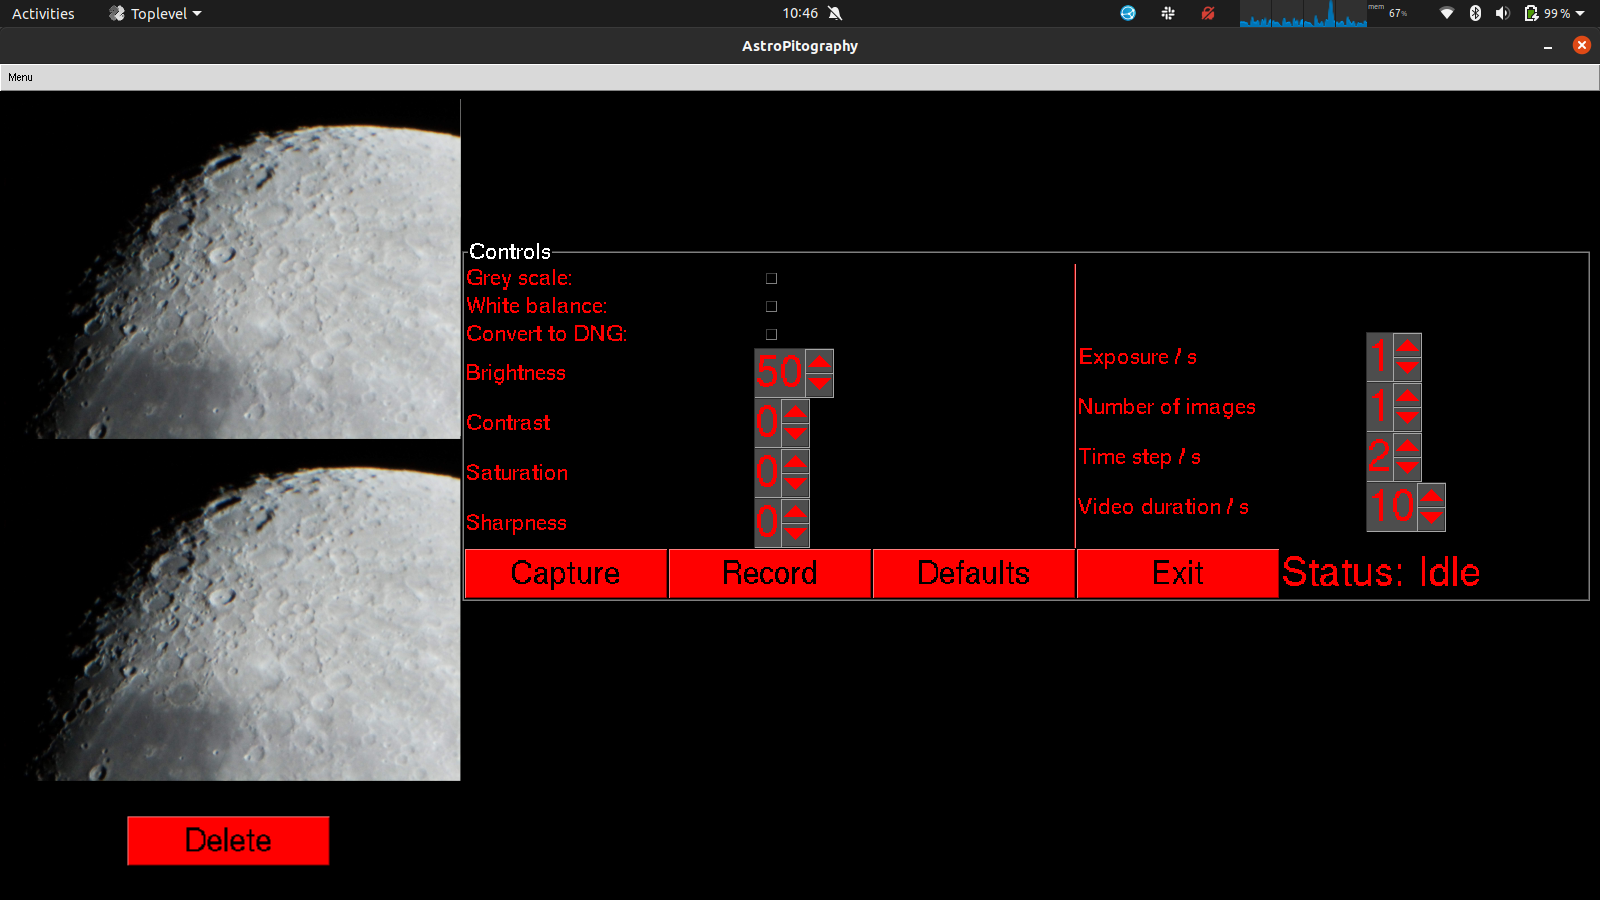 Activities
Toplevel
10:46
mem
67%
99 %
AstroPitography
Menu
Controls
Grey scale:
White balance:
Convert to DNG:
Brightness 50
Contrast 0
Saturation 0
Sharpness 0
Exposure / s 1
Number of images 1
Time step / s 2
Video duration / s 10
Capture
Record
Defaults
Exit
Status: Idle
Delete